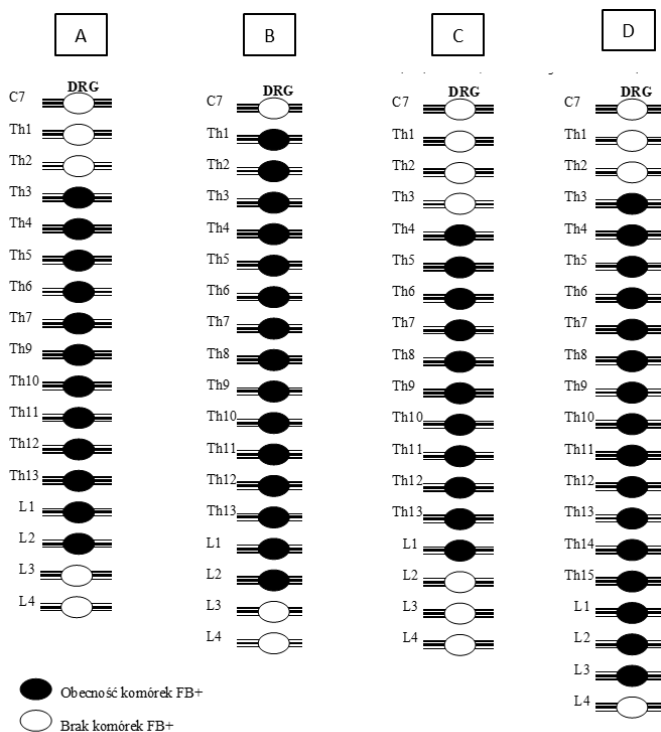 A
B
C
D
DRG
C7
Th1
Th2
Th3
Th4
Th5
Th6
Th7
Th9
Th10
Th11
Th12
Th13
L1
L2
L3
L4
DRG
C7
Th1
Th2
Th3
Th4
Th5
Th6
Th7
Th8
Th9
Th10
Th11
Th12
Th13
L1
L2
L3
L4
DRG
C7
Th1
Th2
Th3
Th4
Th5
Th6
Th7
Th8
Th9
Th10
Th11
Th12
Th13
L1
L2
L3
L4
DRG
C7
Th1
Th2
Th3
Th4
Th5
Th6
Th7
Th8
Th9
Th10
Th11
Th12
Th13
Th14
Th15
L1
L2
L3
L4
Obecność komórek FB+
Brak komórek FB+